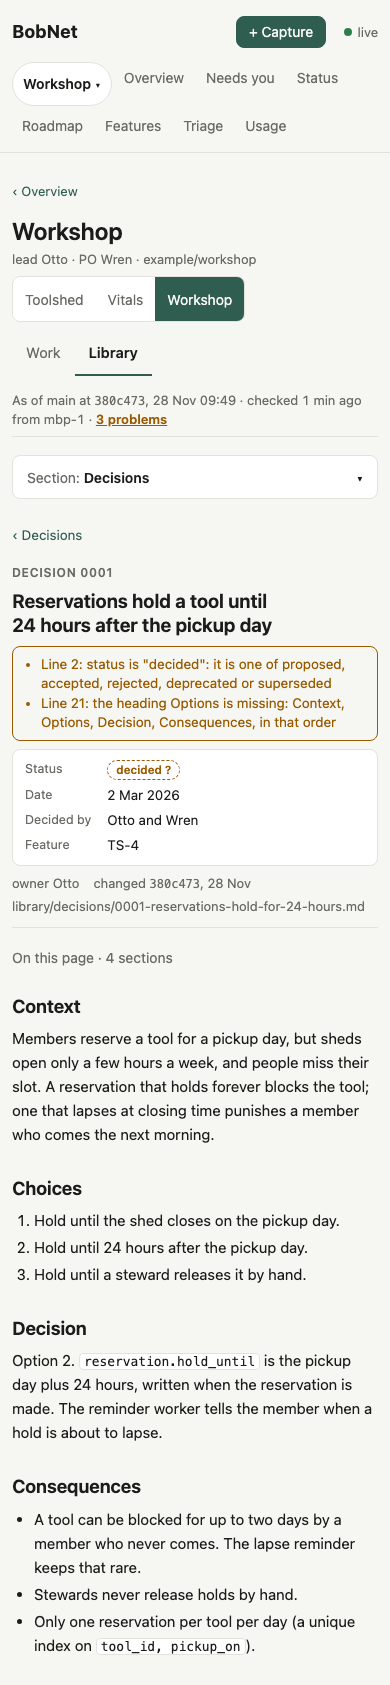 BobNet
+ Capture
live
Workshop ▾
Overview
Needs you
Status
Roadmap
Features
Triage
Usage
‹ Overview
Workshop
lead Otto · PO Wren · example/workshop
Toolshed
Vitals
Workshop
Work
Library
As of main at 380c473, 28 Nov 09:49 · checked 1 min ago
from mbp-1 · 3 problems
Section: Decisions ▾
‹ Decisions
DECISION 0001
Reservations hold a tool until
24 hours after the pickup day
• Line 2: status is "decided": it is one of proposed,
accepted, rejected, deprecated or superseded
• Line 21: the heading Options is missing: Context,
Options, Decision, Consequences, in that order
Status decided ?
Date 2 Mar 2026
Decided by Otto and Wren
Feature TS-4
owner Otto changed 380c473, 28 Nov
library/decisions/0001-reservations-hold-for-24-hours.md
On this page · 4 sections
Context
Members reserve a tool for a pickup day, but sheds
open only a few hours a week, and people miss their
slot. A reservation that holds forever blocks the tool;
one that lapses at closing time punishes a member
who comes the next morning.
Choices
1. Hold until the shed closes on the pickup day.
2. Hold until 24 hours after the pickup day.
3. Hold until a steward releases it by hand.
Decision
Option 2. reservation.hold_until is the pickup
day plus 24 hours, written when the reservation is
made. The reminder worker tells the member when a
hold is about to lapse.
Consequences
• A tool can be blocked for up to two days by a
member who never comes. The lapse reminder
keeps that rare.
• Stewards never release holds by hand.
• Only one reservation per tool per day (a unique
index on tool_id, pickup_on ).